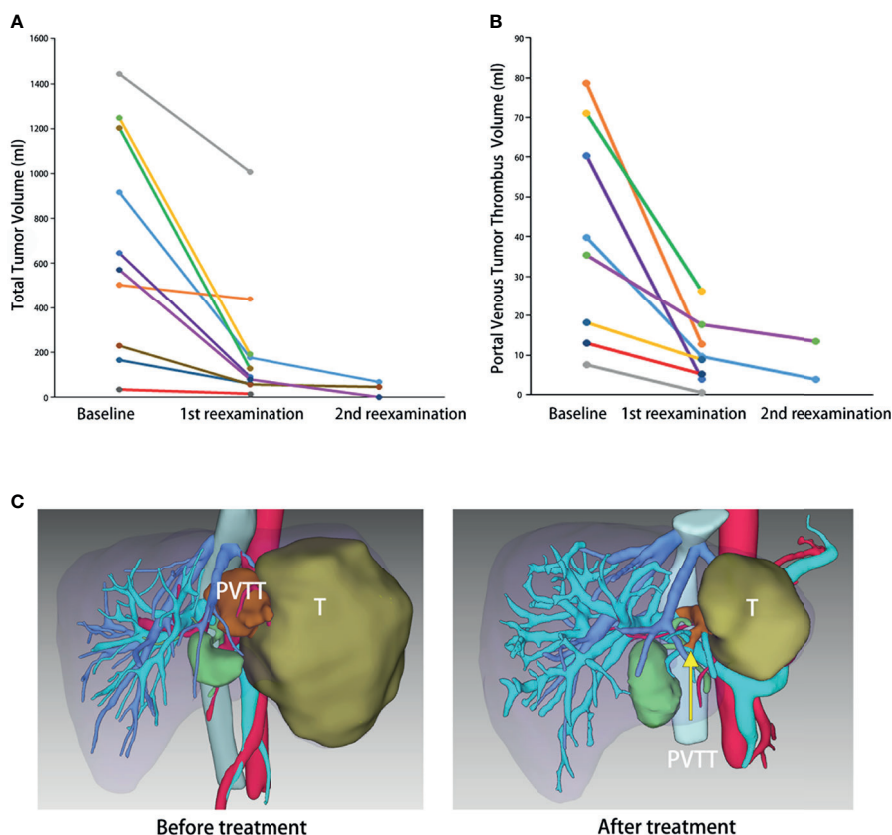 A
B
Total Tumor Volume (ml)
1600
1400
1200
1000
800
600
400
200
0
Baseline 1st reexamination 2nd reexamination
Portal Venous Tumor Thrombus Volume (ml)
90
80
70
60
50
40
30
20
10
0
Baseline 1st reexamination 2nd reexamination
C
PVTT
T
Before treatment
T
PVTT
After treatment